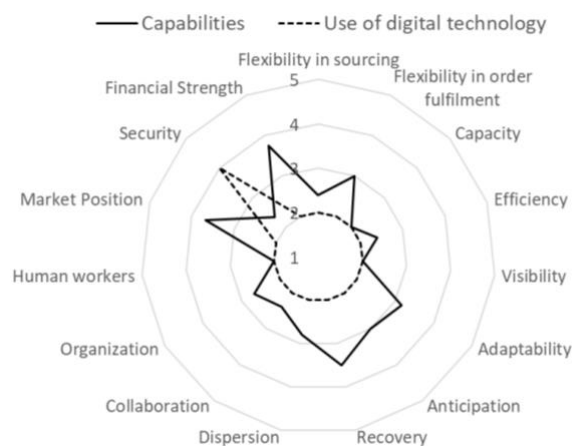 Capabilities
Use of digital technology
Flexibility in sourcing
Financial Strength
5
Flexibility in order
fulfilment
Security
4
Capacity
3
Market Position
2
Efficiency
Human workers
1
Visibility
Organization
Adaptability
Collaboration
Anticipation
Dispersion
Recovery